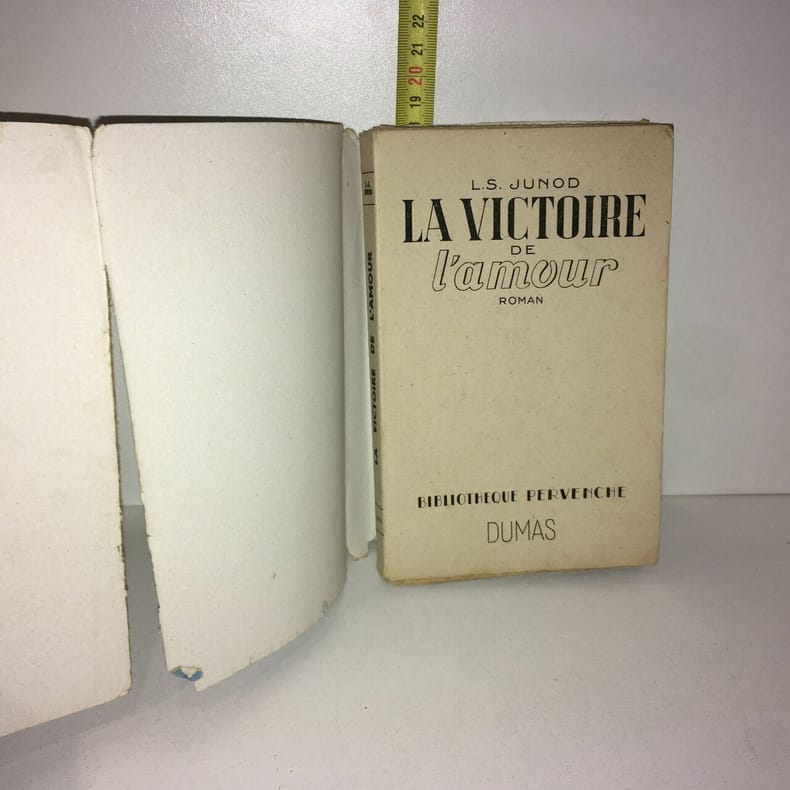 22
21
20
19
L.S. JUNOD
LA VICTOIRE
DE
l'amour
ROMAN
BIBLIOTHEQUE PERVENCHE
DUMAS
LA VICTOIRE DE L'AMOUR